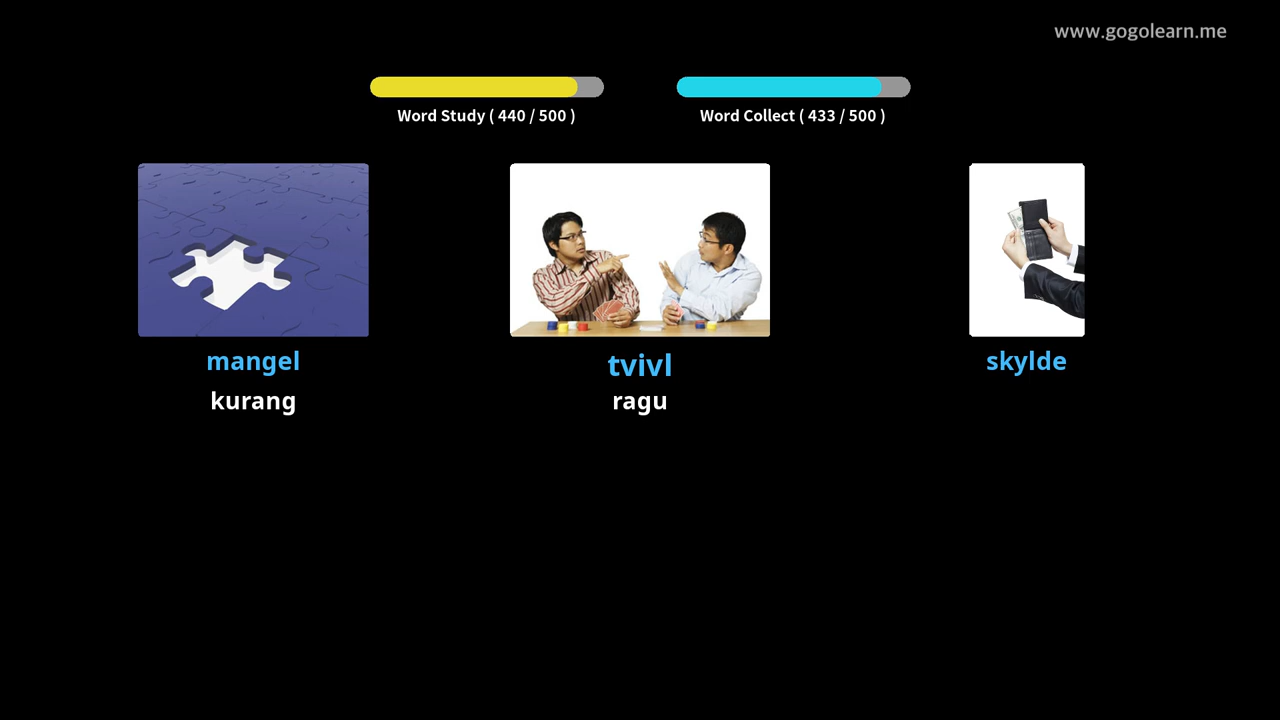 www.gogolearn.me
Word Study ( 440 / 500 )
Word Collect ( 433 / 500 )
mangel
tvivl
skylde
kurang
ragu